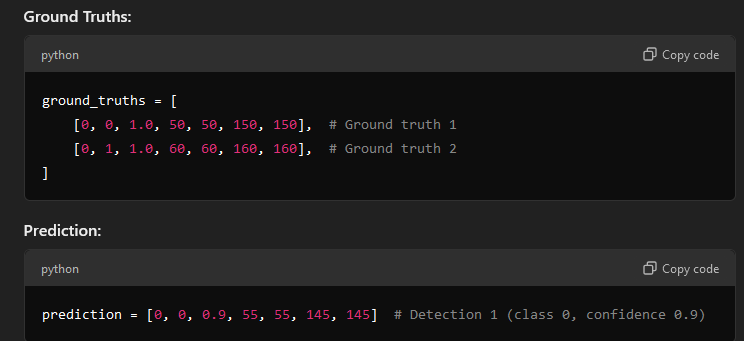 Ground Truths:
python
Copy code
ground_truths = [
[0, 0, 1.0, 50, 50, 150, 150],  # Ground truth 1
[0, 1, 1.0, 60, 60, 160, 160],  # Ground truth 2
]
Prediction:
python
Copy code
prediction = [0, 0, 0.9, 55, 55, 145, 145]  # Detection 1 (class 0, confidence 0.9)